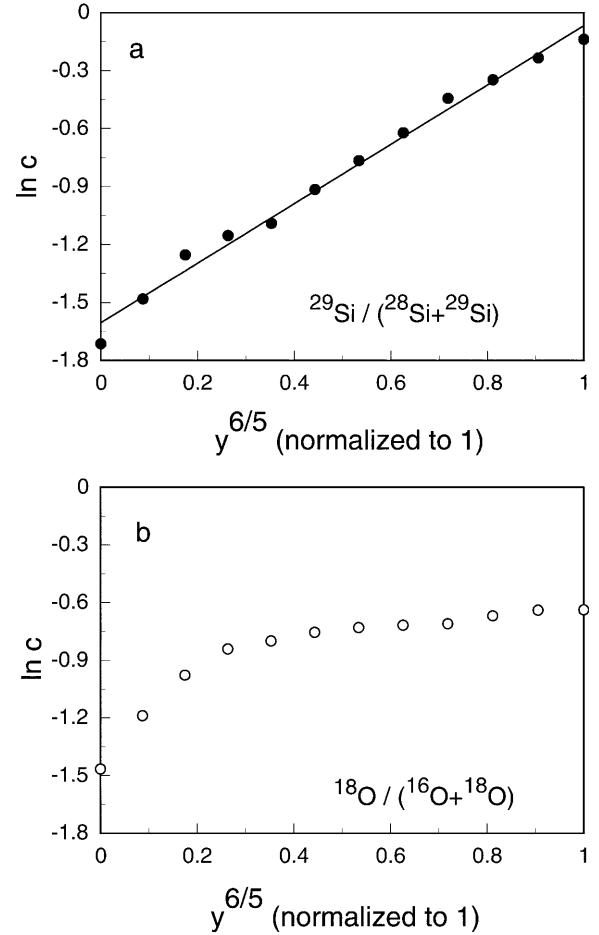 0
a
-0.3
-0.6
ln c
-0.9
-1.2
-1.5
29Si / (28Si+29Si)
-1.8
0 0.2 0.4 0.6 0.8 1
y6/5 (normalized to 1)
0
b
-0.3
-0.6
ln c
-0.9
-1.2
-1.5
18O / (16O+18O)
-1.8
0 0.2 0.4 0.6 0.8 1
y6/5 (normalized to 1)